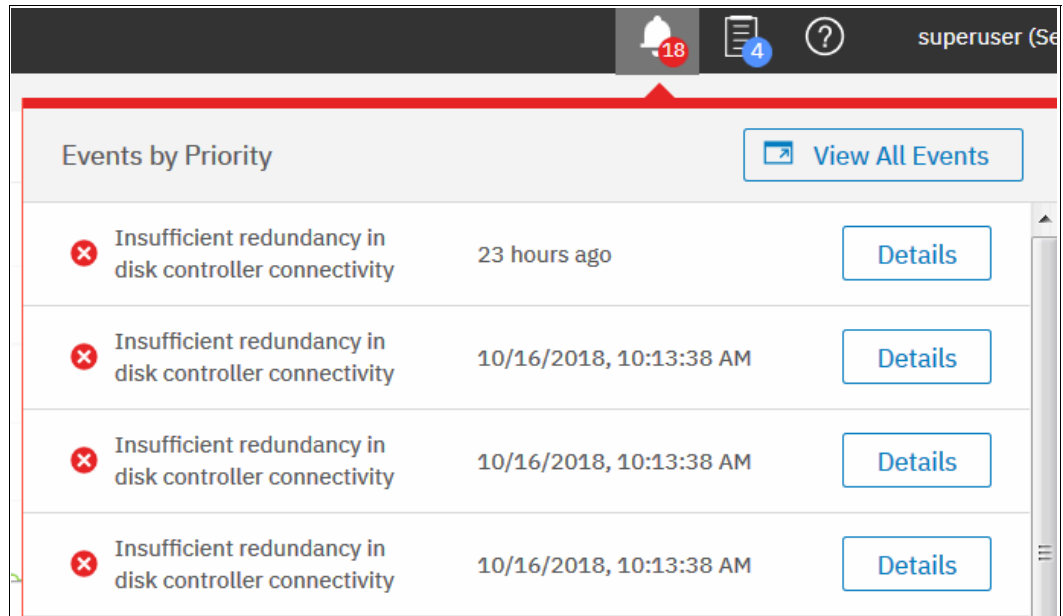 18
4
?
superuser (Se
Events by Priority
View All Events
Insufficient redundancy in
disk controller connectivity
23 hours ago
Details
Insufficient redundancy in
disk controller connectivity
10/16/2018, 10:13:38 AM
Details
Insufficient redundancy in
disk controller connectivity
10/16/2018, 10:13:38 AM
Details
Insufficient redundancy in
disk controller connectivity
10/16/2018, 10:13:38 AM
Details